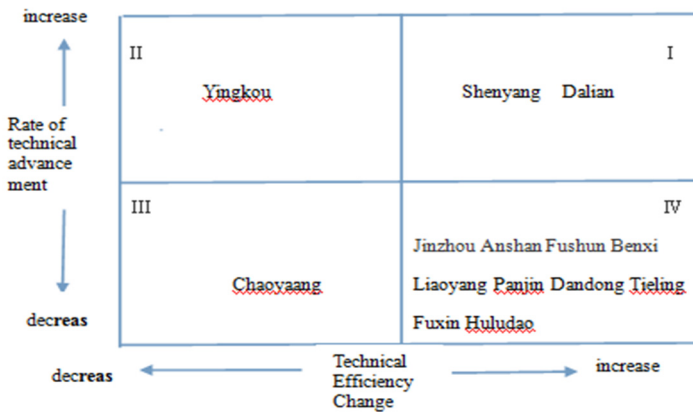 increase
II
I
Yingkou
Shenyang Dalian
Rate of
technical
advance
ment
III
IV
Jinzhou Anshan Fushun Benxi
Chaoyaang
Liaoyang Panjin Dandong Tieling
Fuxin Huludao
decreas
decreas
Technical
Efficiency
Change
increase